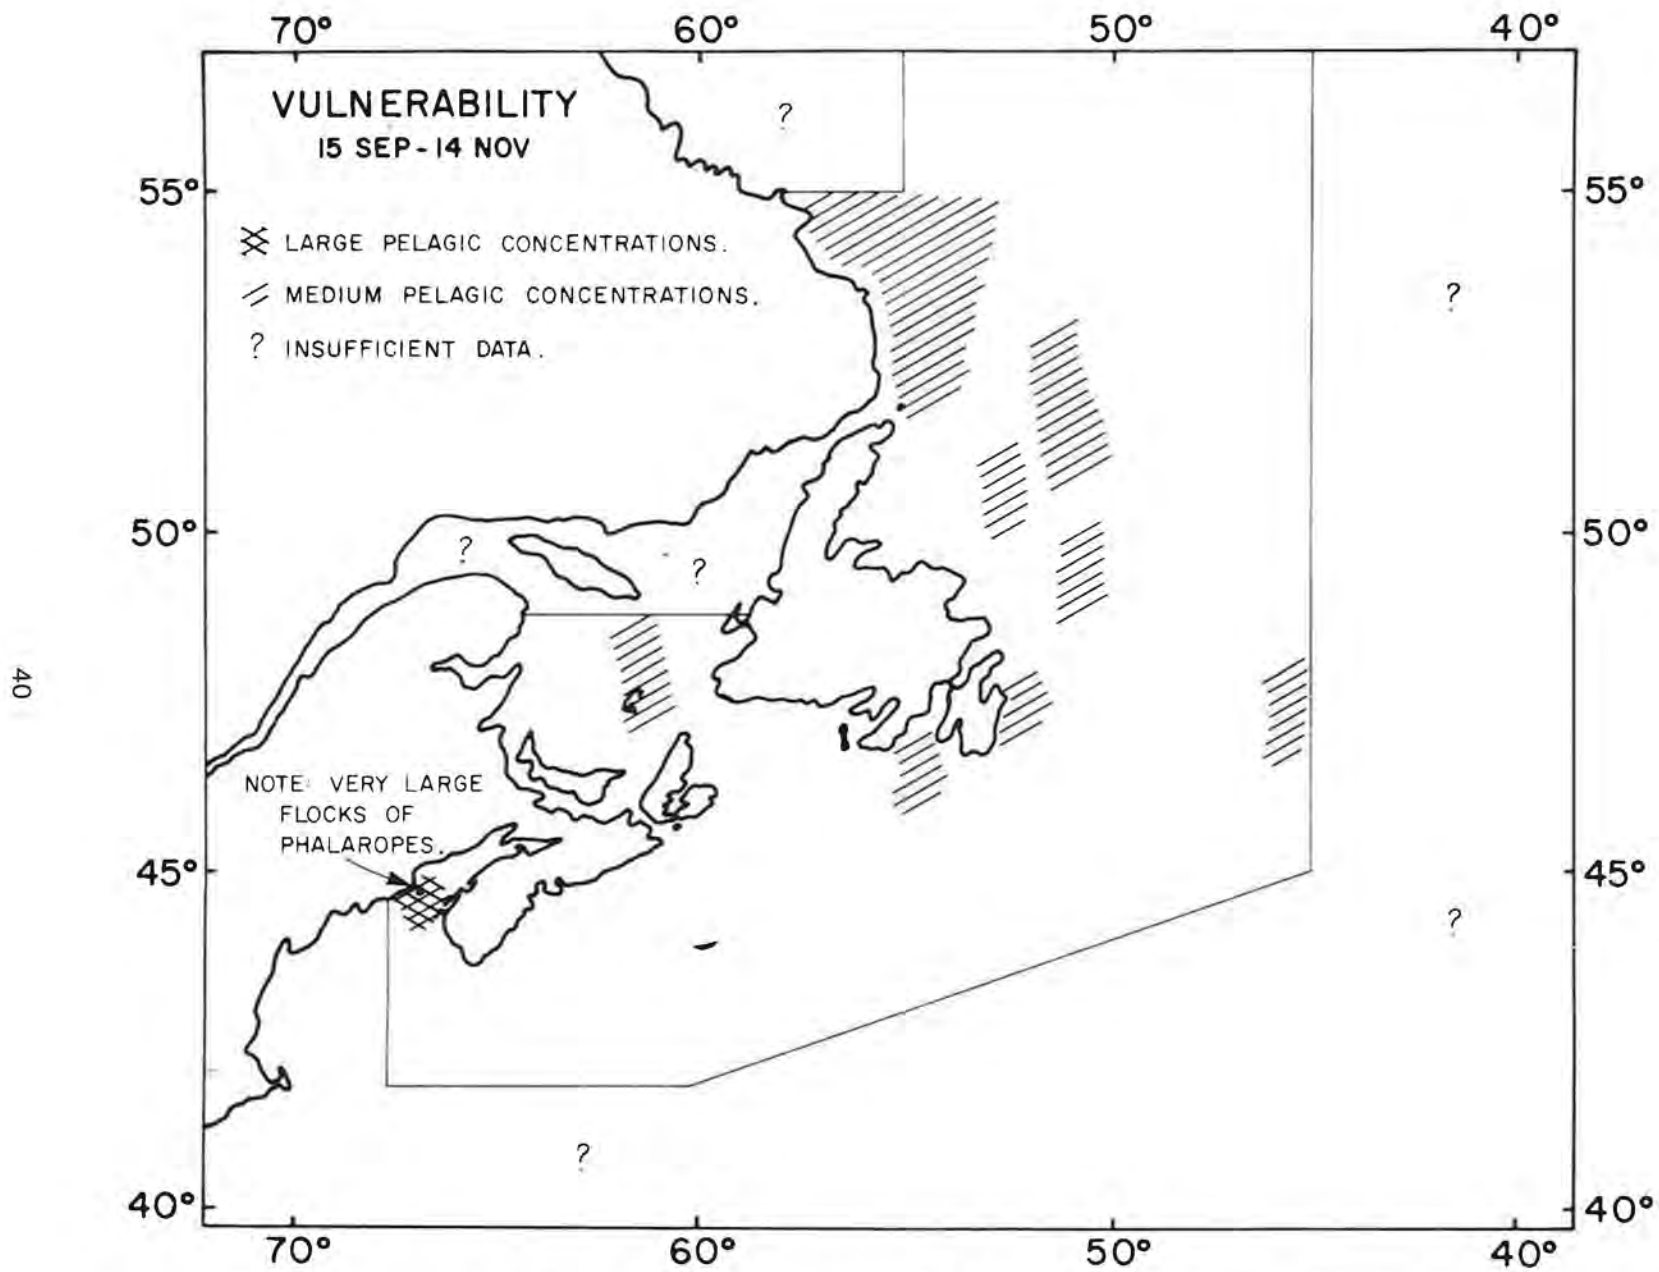 70° 60° 50° 40°
VULNERABILITY
15 SEP - 14 NOV
?
55° 55°
LARGE PELAGIC CONCENTRATIONS.
MEDIUM PELAGIC CONCENTRATIONS.
?
? INSUFFICIENT DATA.
50° 50°
?
?
40
NOTE: VERY LARGE
FLOCKS OF
PHALAROPES.
45° 45°
?
?
40° 40°
70° 60° 50° 40°